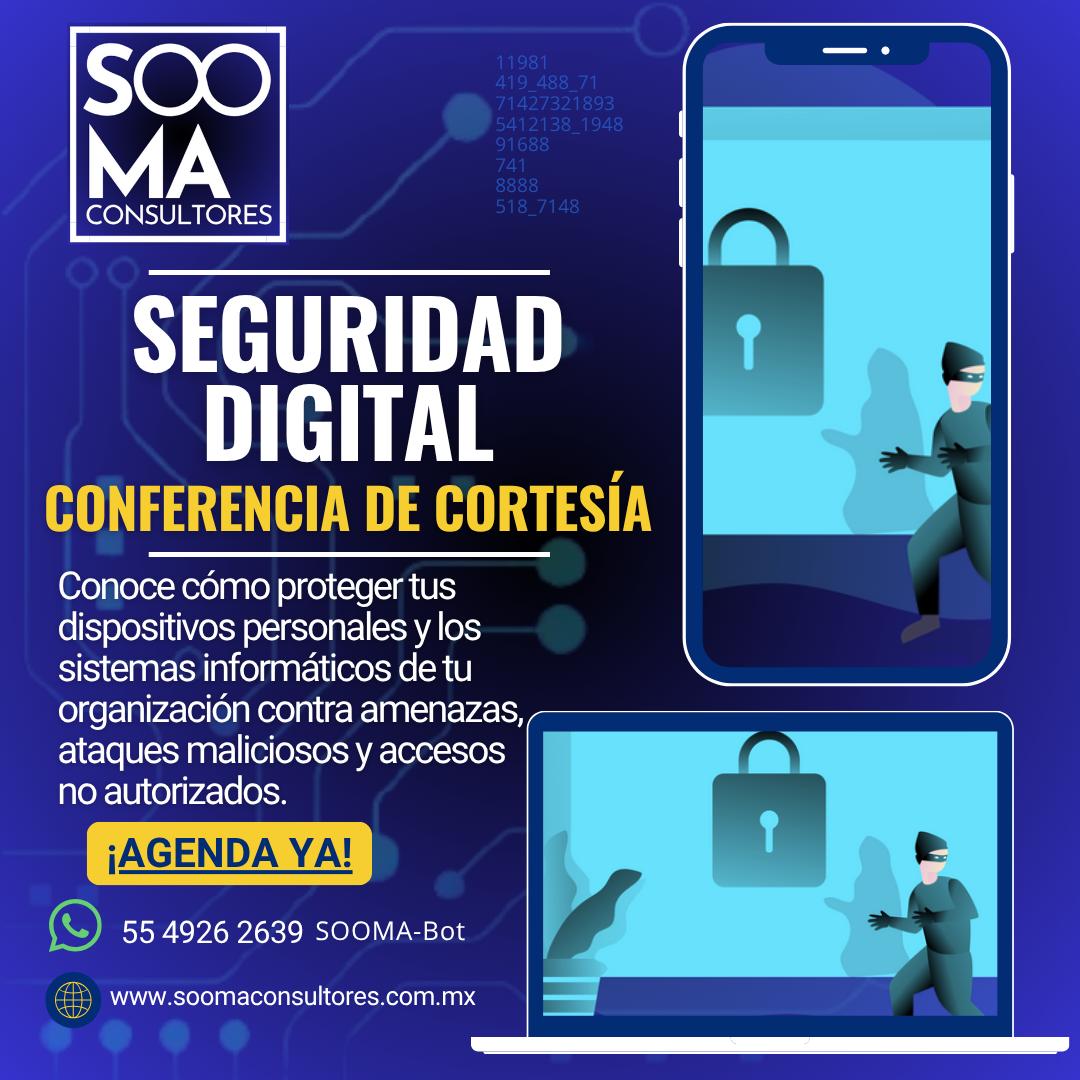 SOO
MA
CONSULTORES
11981
419_488_71
71427321893
5412138_1948
91688
741
8888
518_7148
SEGURIDAD
DIGITAL
CONFERENCIA DE CORTESÍA
Conoce cómo proteger tus
dispositivos personales y los
sistemas informáticos de tu
organización contra amenazas,
ataques maliciosos y accesos
no autorizados.
¡AGENDA YA!
55 4926 2639 SOOMA-Bot
www.soomaconsultores.com.mx